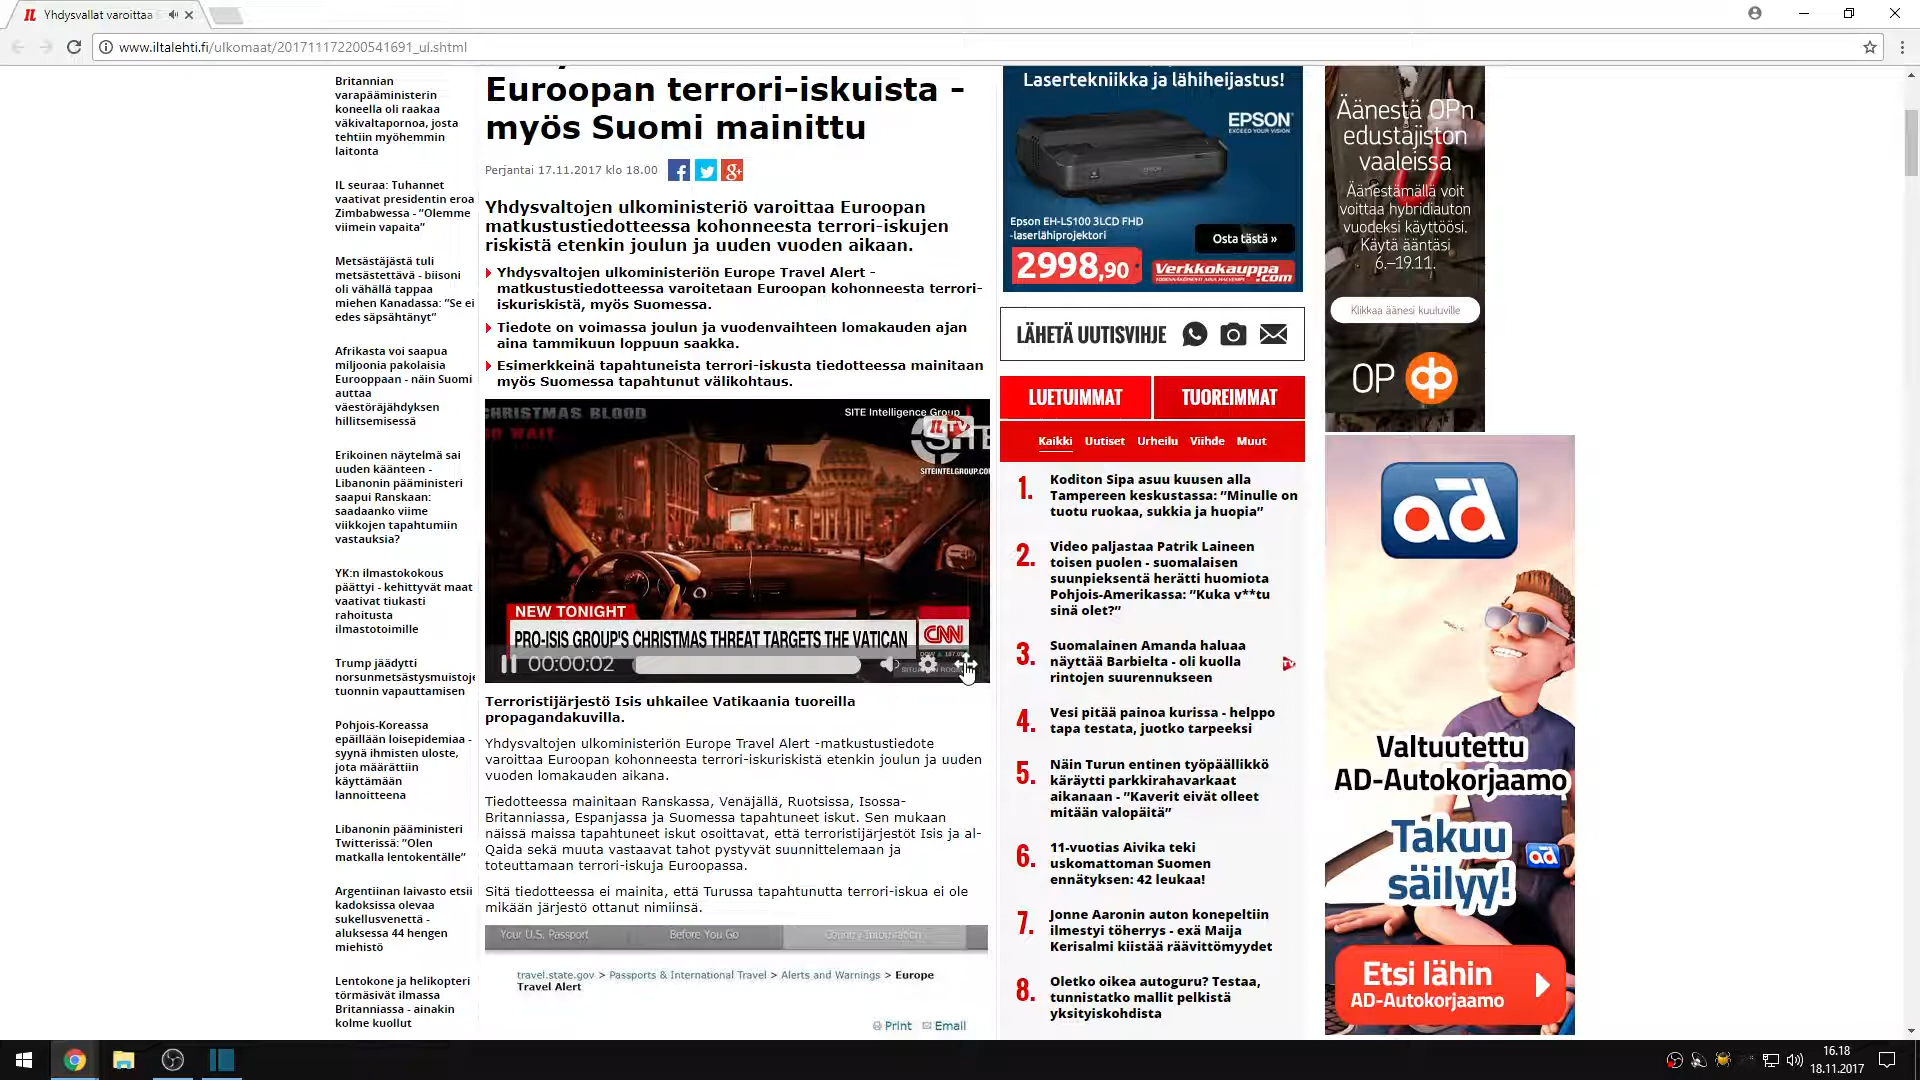 Yhdysvallat varoittaa
www.iltalehti.fi/ulkomaat/201711172200541691_ul.shtml
Britannian
varapääministerin
koneella oli raakaa
väkivaltapornoa, josta
tehtiin myöhemmin
laitonta
IL seuraa: Tuhannet
vaativat presidentin eroa
Zimbabwessa - ”Olemme
viimein vapaita”
Metsästäjästä tuli
metsästettävä - biisoni
oli vähällä tappaa
miehen Kanadassa: ”Se ei
edes säpsähtänyt”
Afrikasta voi saapua
miljoonia pakolaisia
Eurooppaan - näin Suomi
auttaa
väestöräjähdyksen
hillitsemisessä
Erikoinen näytelmä sai
uuden käänteen -
Libanonin pääministeri
saapui Ranskaan:
saadaanko viime
viikkojen tapahtumiin
vastauksia?
YK:n ilmastokokous
päättyi - kehittyvät maat
vaativat tiukasti
rahoitusta
ilmastotoimille
Trump jäädytti
norsunmetsästysmuistoje
tuonnin vapauttamisen
Pohjois-Koreassa
epäillään loisepidemiaa -
syynä ihmisten uloste,
jota määrättiin
käyttämään
lannoitteena
Libanonin pääministeri
Twitterissä: ”Olen
matkalla lentokentälle”
Argentiinan laivasto etsii
kadoksissa olevaa
sukellusvenettä -
aluksessa 44 hengen
miehistö
Lentokone ja helikopteri
törmäsivät ilmassa
Britanniassa - ainakin
kolme kuollut
Euroopan terrori-iskuista -
myös Suomi mainittu
Perjantai 17.11.2017 klo 18.00
Yhdysvaltojen ulkoministeriö varoittaa Euroopan
matkustustiedotteessa kohonneesta terrori-iskujen
riskistä etenkin joulun ja uuden vuoden aikaan.
Yhdysvaltojen ulkoministeriön Europe Travel Alert -
matkustustiedotteessa varoitetaan Euroopan kohonneesta terrori-
iskuriskistä, myös Suomessa.
Tiedote on voimassa joulun ja vuodenvaihteen lomakauden ajan
aina tammikuun loppuun saakka.
Esimerkkeinä tapahtuneista terrori-iskusta tiedotteessa mainitaan
myös Suomessa tapahtunut välikohtaus.
CHRISTMAS BLOOD
SO WAIT
SITE Intelligence Group
IL TV
SITE
SITEINTELGROUP.CO
NEW TONIGHT
PRO-ISIS GROUP'S CHRISTMAS THREAT TARGETS THE VATICAN
CNN
00:00:02
SITUATION ROOM
Terroristijärjestö Isis uhkailee Vatikaania tuoreilla
propagandakuvilla.
Yhdysvaltojen ulkoministeriön Europe Travel Alert -matkustustiedote
varoittaa Euroopan kohonneesta terrori-iskuriskistä etenkin joulun ja uuden
vuoden lomakauden aikana.
Tiedotteessa mainitaan Ranskassa, Venäjällä, Ruotsissa, Isossa-
Britanniassa, Espanjassa ja Suomessa tapahtuneet iskut. Sen mukaan
näissä maissa tapahtuneet iskut osoittavat, että terroristijärjestöt Isis ja al-
Qaida sekä muuta vastaavat tahot pystyvät suunnittelemaan ja
toteuttamaan terrori-iskuja Euroopassa.
Sitä tiedotteessa ei mainita, että Turussa tapahtunutta terrori-iskua ei ole
mikään järjestö ottanut nimiinsä.
Your U.S. Passport
Before You Go
Country Information
travel.state.gov > Passports & International Travel > Alerts and Warnings > Europe
Travel Alert
Print
Email
Lasertekniikka ja lähiheijastus!
EPSON
EXCEED YOUR VISION
Epson EH-LS100 3LCD FHD
-laserlähiprojektori
Osta tästä »
2998,90
Verkkokauppa.com
LÄHETÄ UUTISVIHJE
LUETUIMMAT
TUOREIMMAT
Kaikki Uutiset Urheilu Viihde Muut
1. Koditon Sipa asuu kuusen alla
Tampereen keskustassa: ”Minulle on
tuotu ruokaa, sukkia ja huopia”
2. Video paljastaa Patrik Laineen
toisen puolen - suomalaisen
suunpieksentä herätti huomiota
Pohjois-Amerikassa: ”Kuka v**tu
sinä olet?”
3. Suomalainen Amanda haluaa
näyttää Barbielta - oli kuolla
rintojen suurennukseen
TV
4. Vesi pitää painoa kurissa - helppo
tapa testata, juotko tarpeeksi
5. Näin Turun entinen työpäällikkö
käräytti parkkirahavarkaat
aikanaan - ”Kaverit eivät olleet
mitään valopäitä”
6. 11-vuotias Aivika teki
uskomattoman Suomen
ennätyksen: 42 leukaa!
7. Jonne Aaronin auton konepeltiin
ilmestyi töherrys - exä Maija
Kerisalmi kiistää räävittömyydet
8. Oletko oikea autoguru? Testaa,
tunnistatko mallit pelkistä
yksityiskohdista
Äänestä OPn
edustajiston
vaaleissa
Äänestämällä voit
voittaa hybridiauton
vuodeksi käyttöösi.
Käytä ääntäsi
6.–19.11.
Klikkaa äänesi kuuluville
OP
ad
Valtuutettu
AD-Autokorjaamo
Takuu
säilyy!
ad
Etsi lähin
AD-Autokorjaamo
16.18
18.11.2017